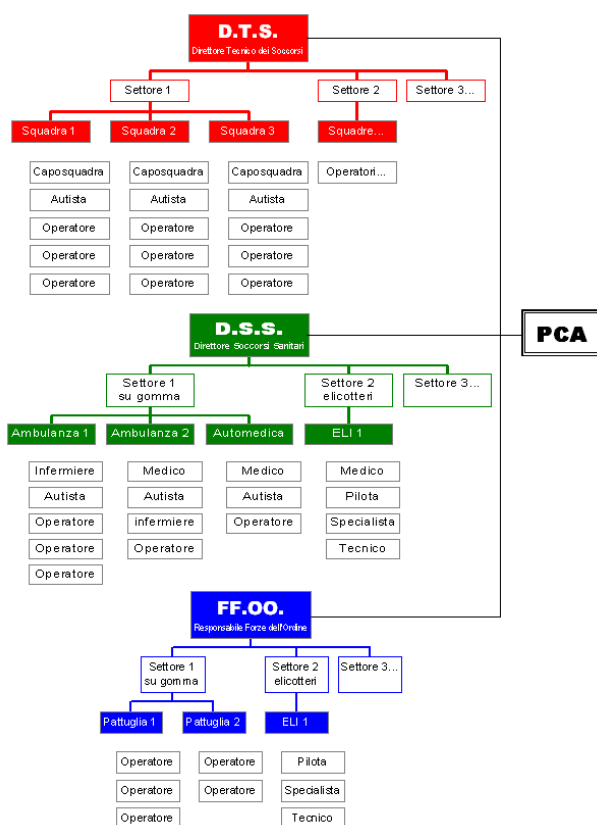 D.T.S.
Direttore Tecnico dei Soccorsi
Settore 1
Settore 2
Settore 3...
Squadra 1
Squadra 2
Squadra 3
Squadre...
Caposquadra
Caposquadra
Caposquadra
Operatori...
Autista
Autista
Autista
Operatore
Operatore
Operatore
Operatore
Operatore
Operatore
Operatore
Operatore
Operatore
D.S.S.
Direttore Soccorsi Sanitari
PCA
Settore 1
su gomma
Settore 2
elicotteri
Settore 3...
Ambulanza 1
Ambulanza 2
Automedica
ELI 1
Infermiere
Medico
Medico
Medico
Autista
Autista
Autista
Pilota
Operatore
infermiere
Operatore
Specialista
Operatore
Operatore
Tecnico
Operatore
FF.OO.
Responsabile Forze dell'Ordine
Settore 1
su gomma
Settore 2
elicotteri
Settore 3...
Pattuglia 1
Pattuglia 2
ELI 1
Operatore
Operatore
Pilota
Operatore
Operatore
Specialista
Operatore
Tecnico